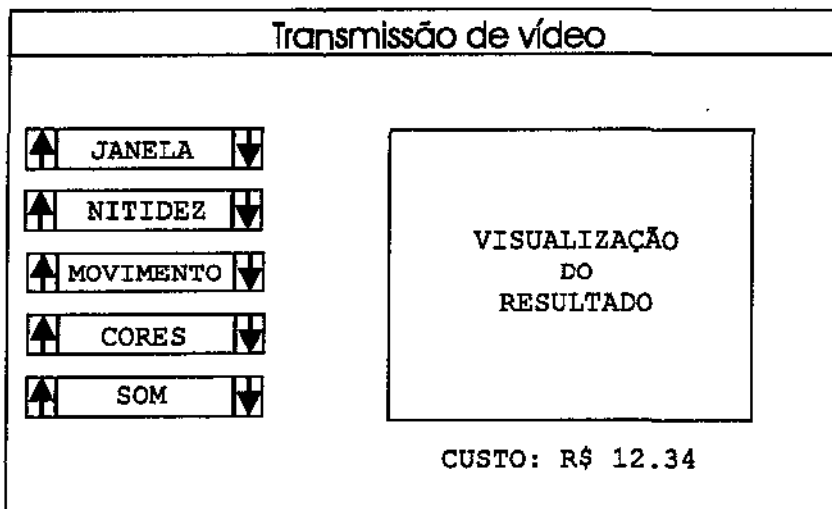 Transmissão de vídeo
JANELA
NITIDEZ
MOVIMENTO
CORES
SOM
VISUALIZAÇÃO
DO
RESULTADO
CUSTO: R$ 12.34